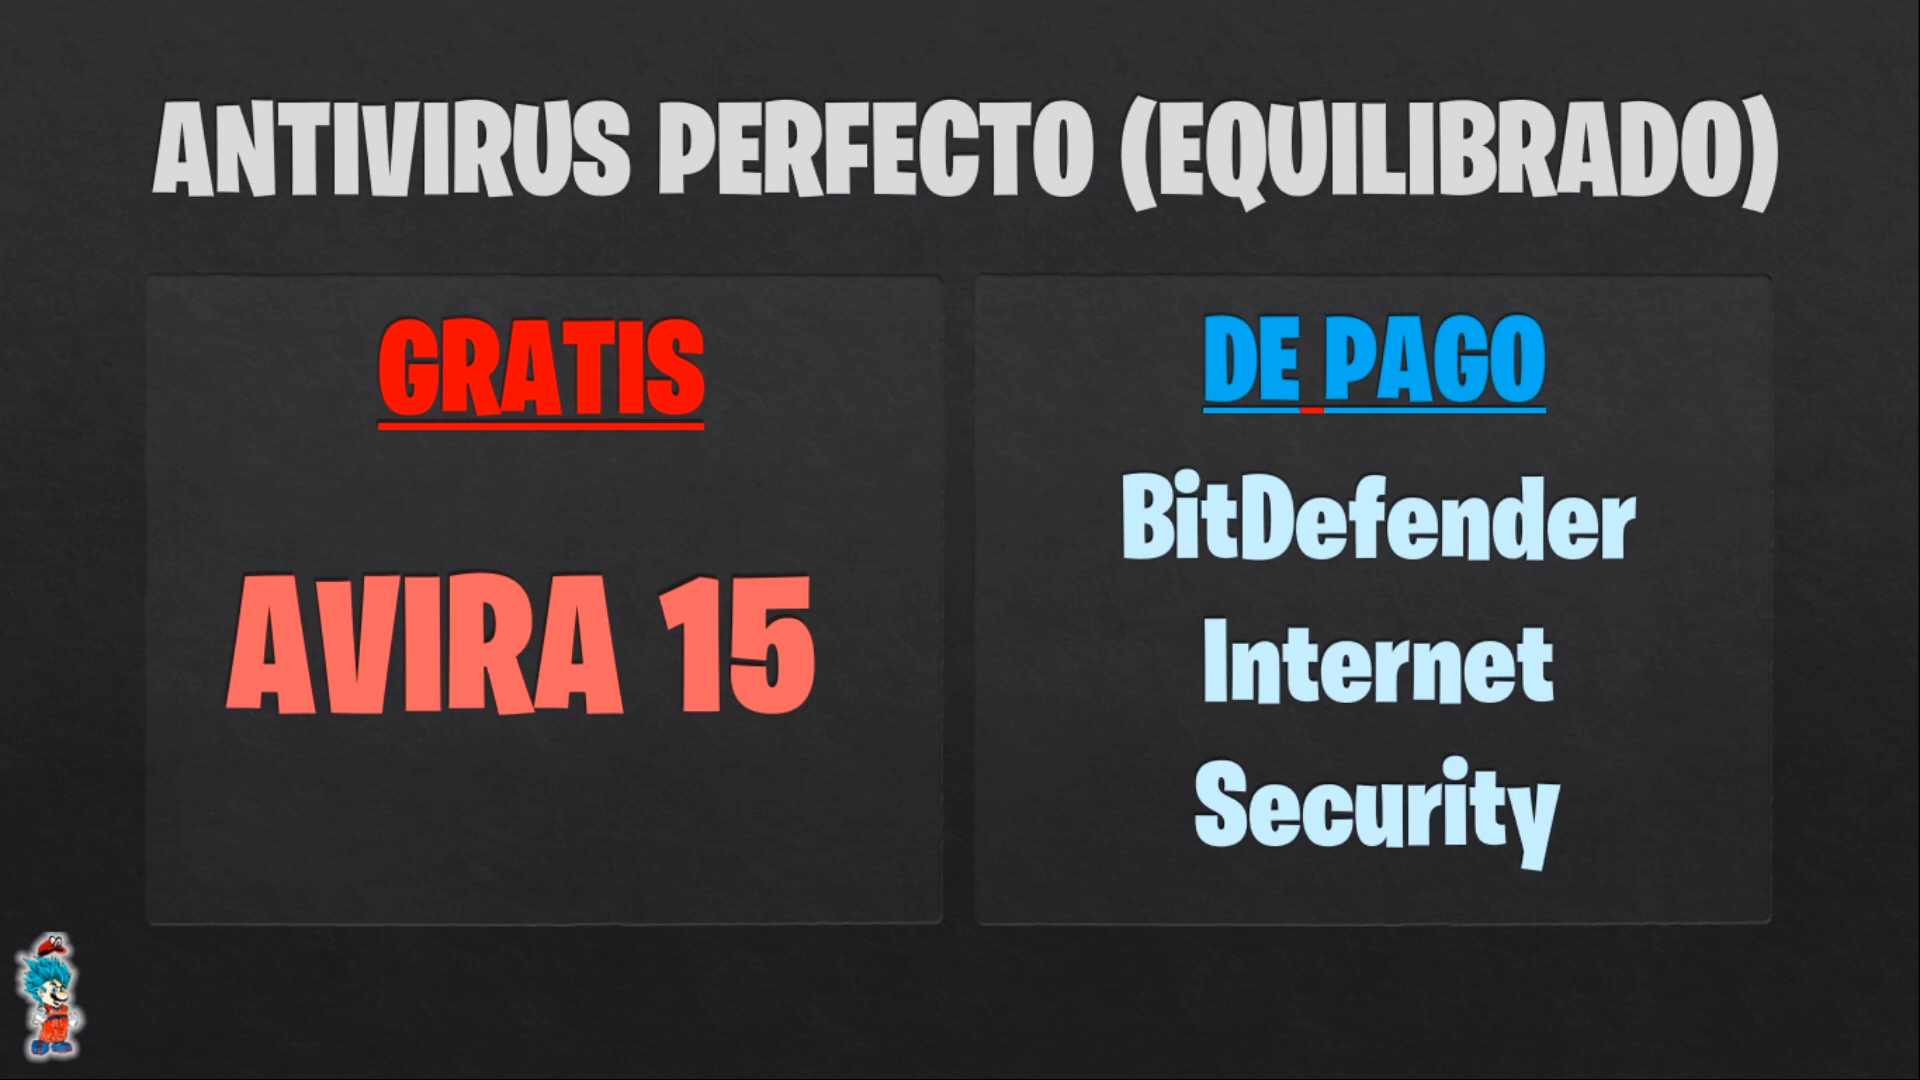 ANTIVIRUS PERFECTO (EQUILIBRADO)
GRATIS
AVIRA 15
DE PAGO
BitDefender
Internet
Security